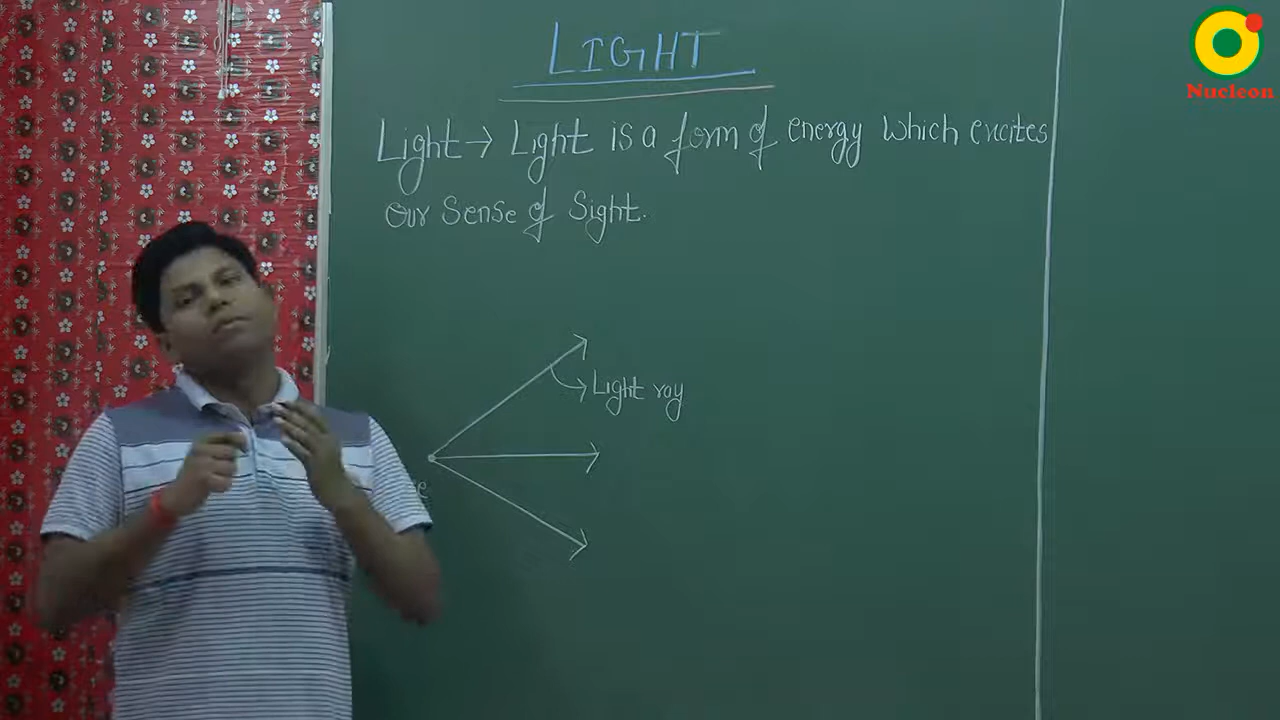 LIGHT
Light → Light is a form of energy which excites
Our Sense of Sight.
Light ray
Nucleon